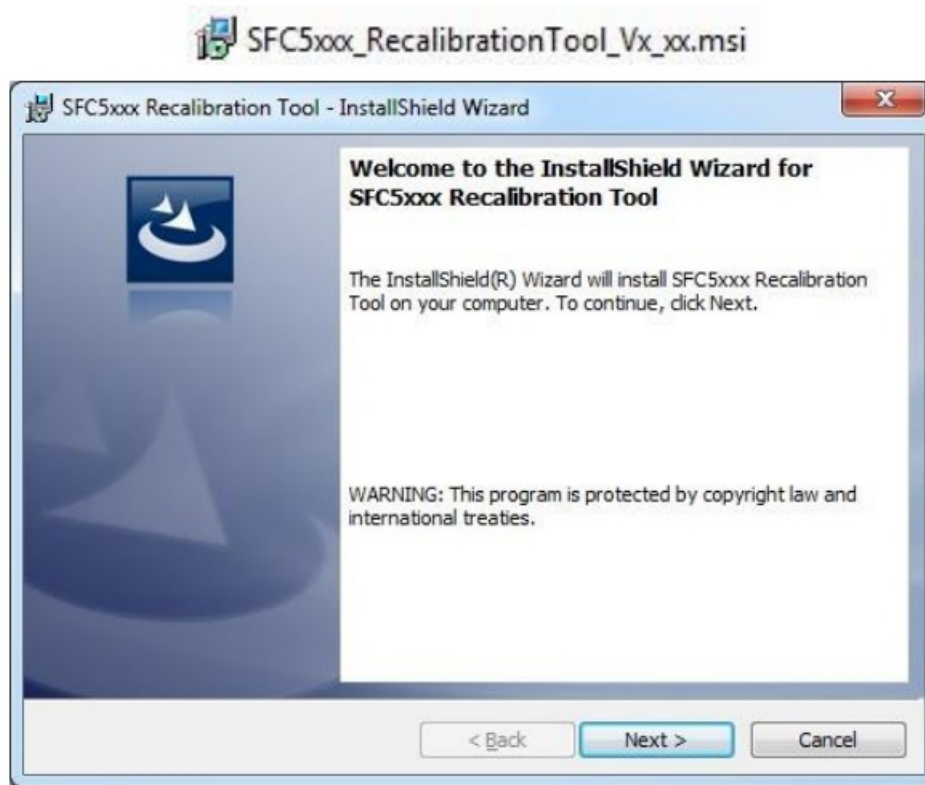 SFC5xxx_RecalibrationTool_Vx_xx.msi
SFC5xxx Recalibration Tool - InstallShield Wizard
Welcome to the InstallShield Wizard for
SFC5xxx Recalibration Tool
The InstallShield(R) Wizard will install SFC5xxx Recalibration
Tool on your computer. To continue, click Next.
WARNING: This program is protected by copyright law and
international treaties.
< Back Next > Cancel